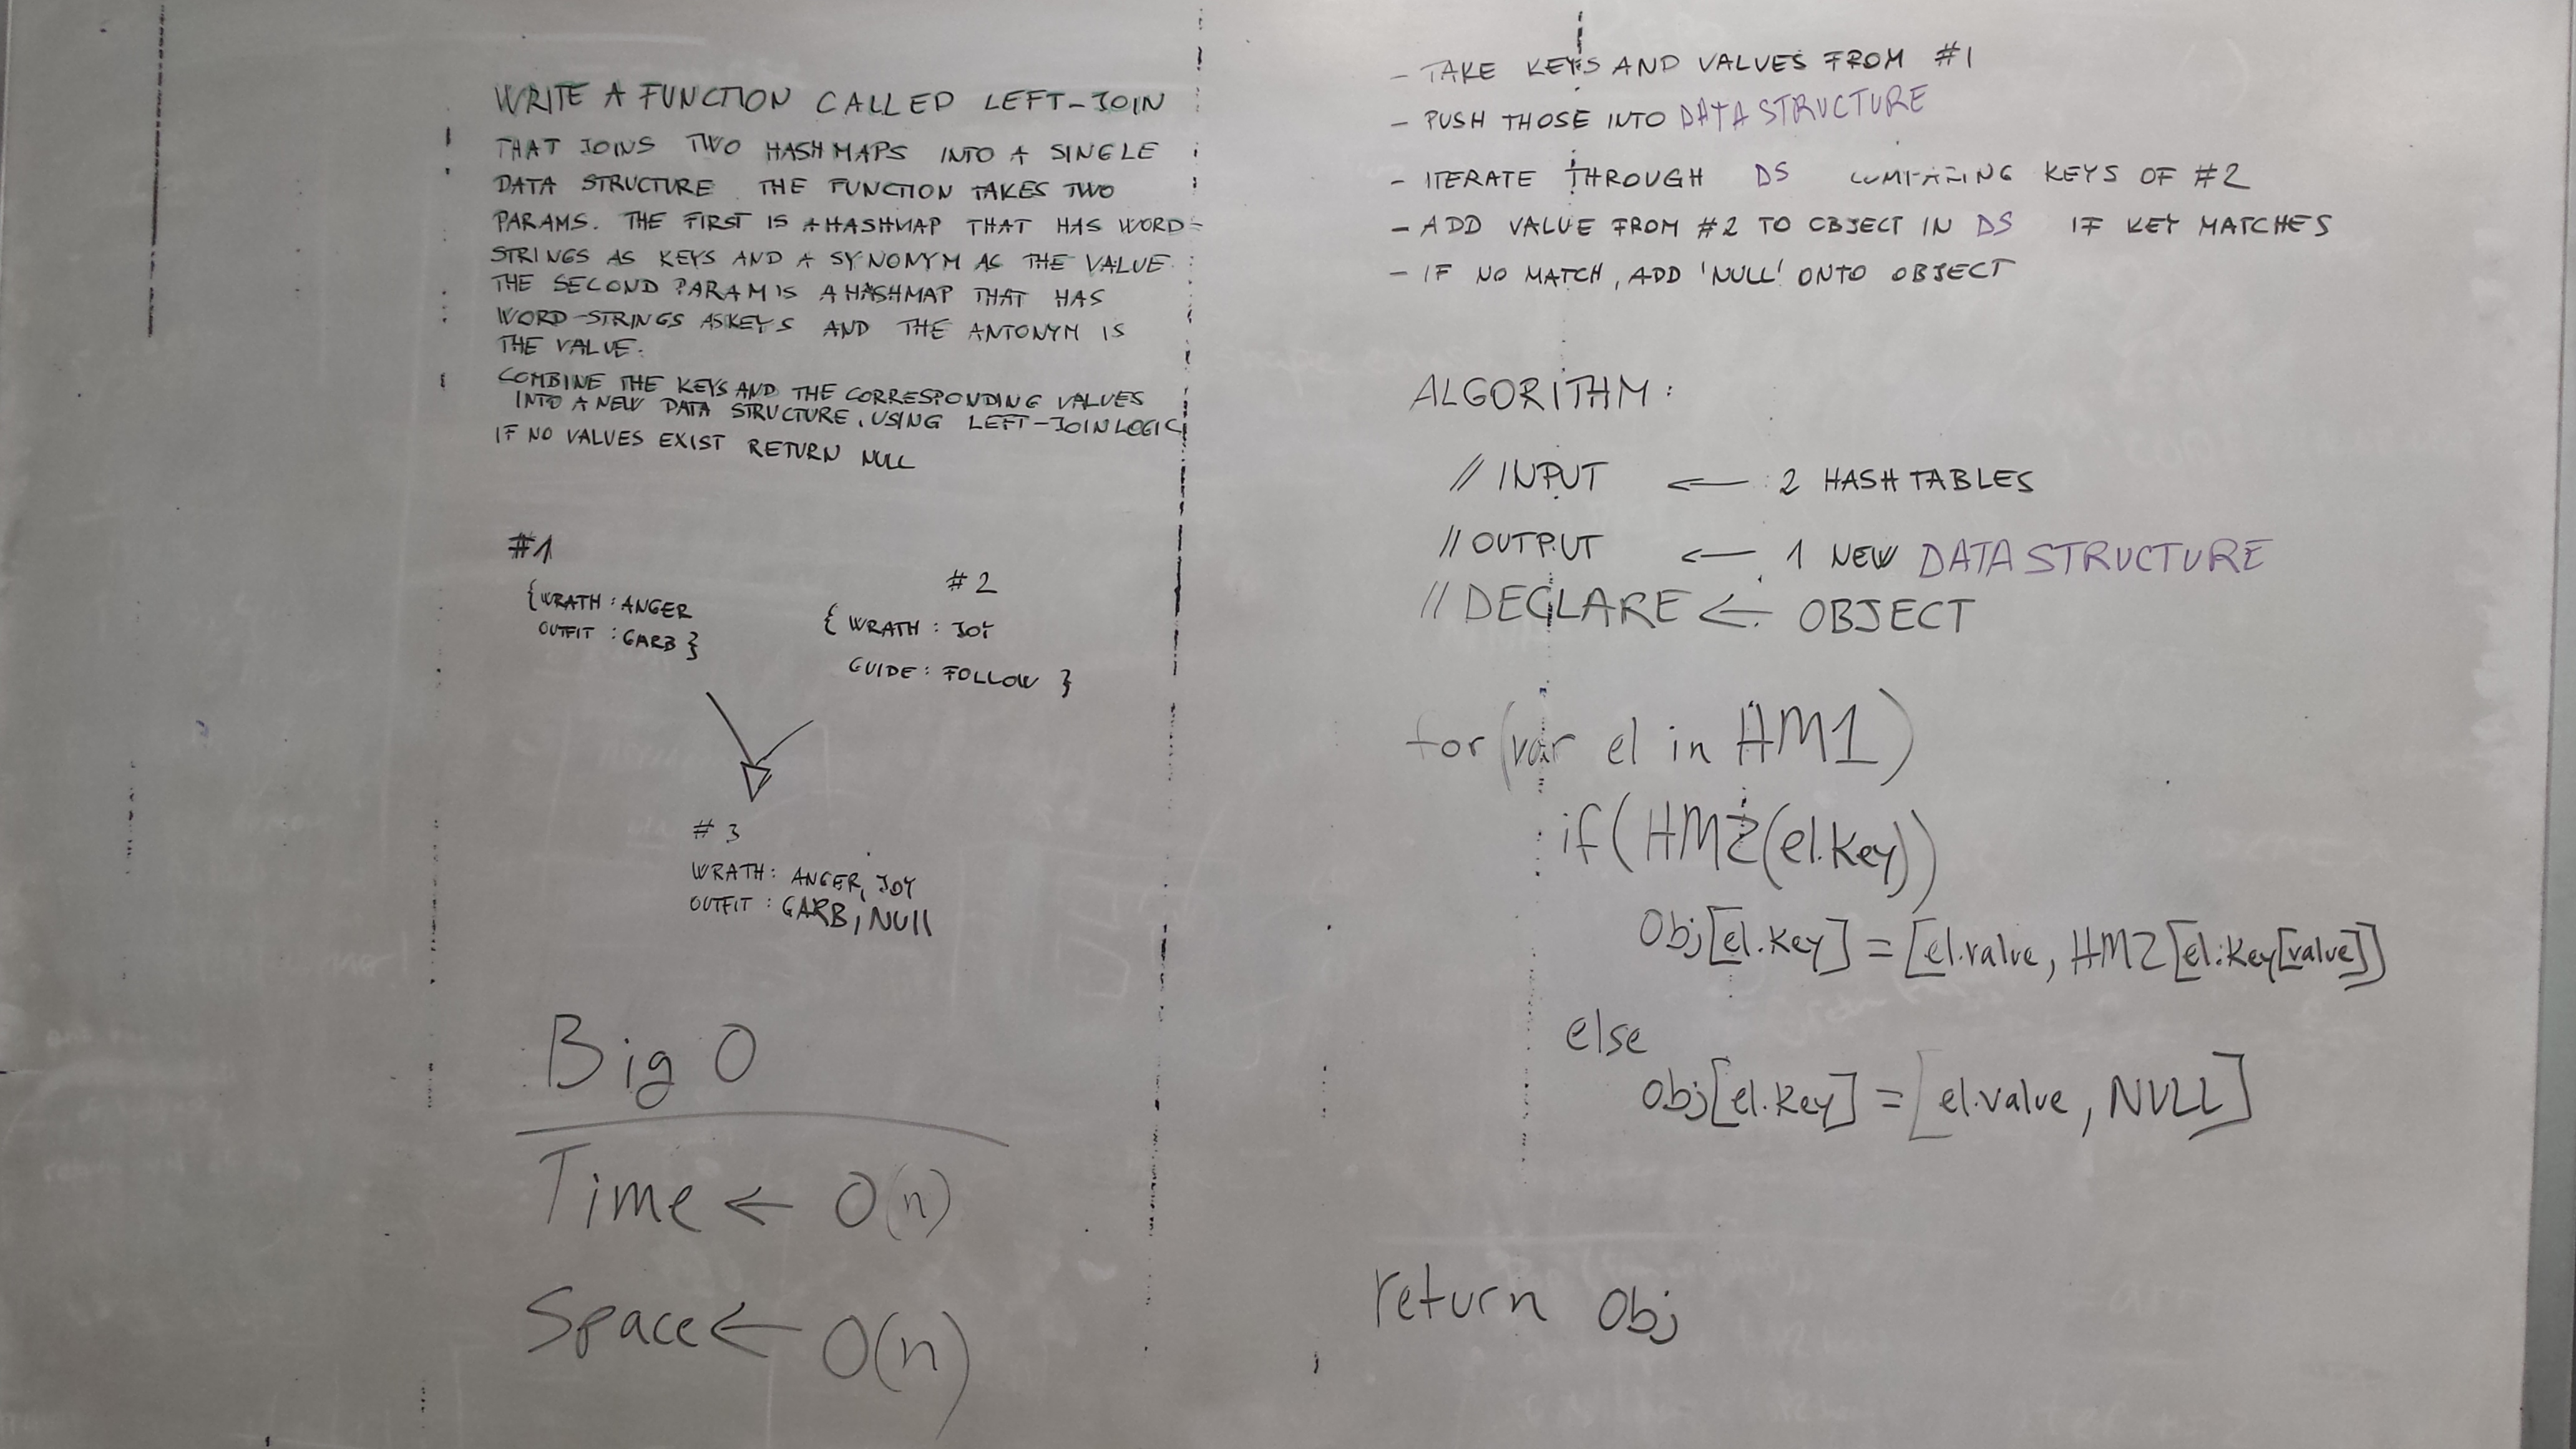 WRITE A FUNCTION CALLED LEFT-JOIN
THAT JOINS TWO HASHMAPS INTO A SINGLE
DATA STRUCTURE THE FUNCTION TAKES TWO
PARAMS. THE FIRST IS A HASHMAP THAT HAS WORD-
STRINGS AS KEYS AND A SYNONYM AS THE VALUE.
THE SECOND PARAM IS A HASHMAP THAT HAS
WORD-STRINGS AS KEYS AND THE ANTONYM IS
THE VALUE.
COMBINE THE KEYS AND THE CORRESPONDING VALUES
INTO A NEW DATA STRUCTURE, USING LEFT-JOIN LOGIC
IF NO VALUES EXIST RETURN NULL
#1
{WRATH : ANGER
OUTFIT : GARB }
#2
{ WRATH : JOY
GUIDE : FOLLOW }
#3
WRATH : ANGER, JOY
OUTFIT : GARB, NULL
Big O
Time ← O(n)
Space ← O(n)
- TAKE KEYS AND VALUES FROM #1
- PUSH THOSE INTO DATA STRUCTURE
- ITERATE THROUGH DS COMPARING KEYS OF #2
- ADD VALUE FROM #2 TO OBJECT IN DS IF KEY MATCHES
- IF NO MATCH, ADD 'NULL' ONTO OBJECT
ALGORITHM :
// INPUT ← 2 HASH TABLES
// OUTPUT ← 1 NEW DATA STRUCTURE
// DECLARE ← OBJECT
for (var el in HM1)
if (HM2(el.key))
Obj[el.key] = [el.value, HM2[el.key[value]]
else
Obj[el.key] = [el.value, NULL]
return Obj